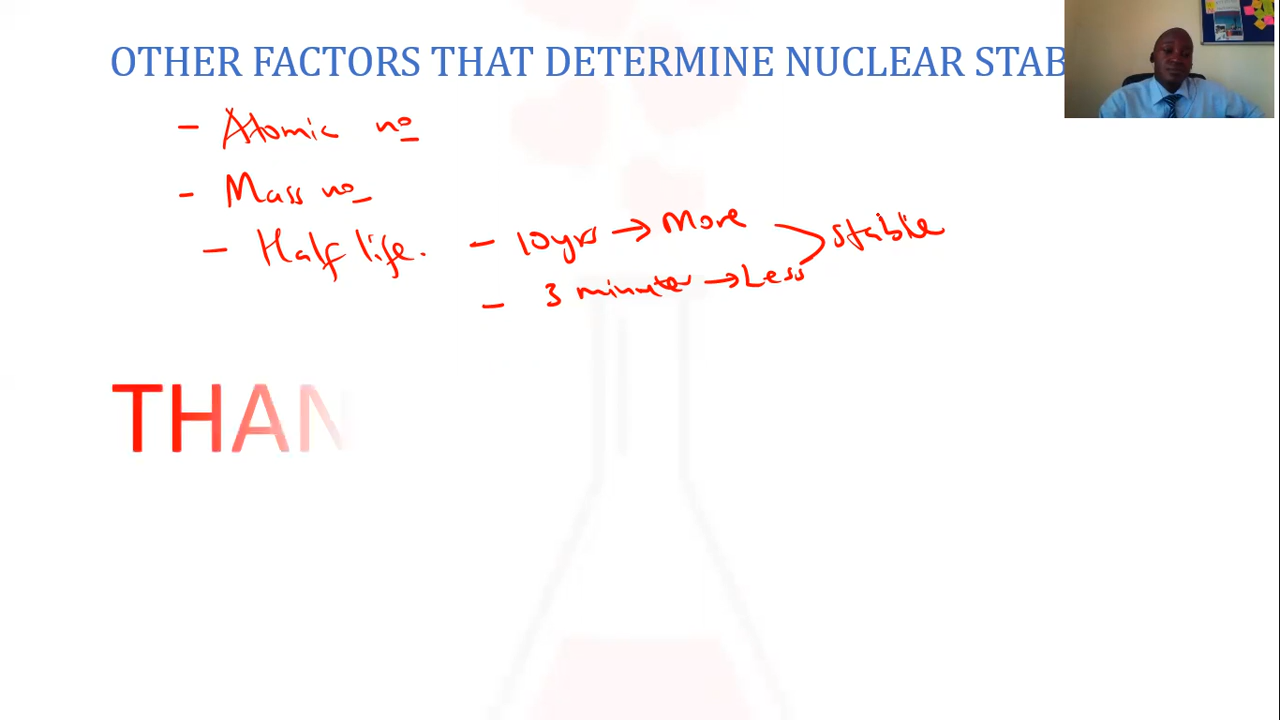 OTHER FACTORS THAT DETERMINE NUCLEAR STAB
- Atomic no
- Mass no
- Half life. - 10yrs → More stable
- 3 minutes → Less
THAN